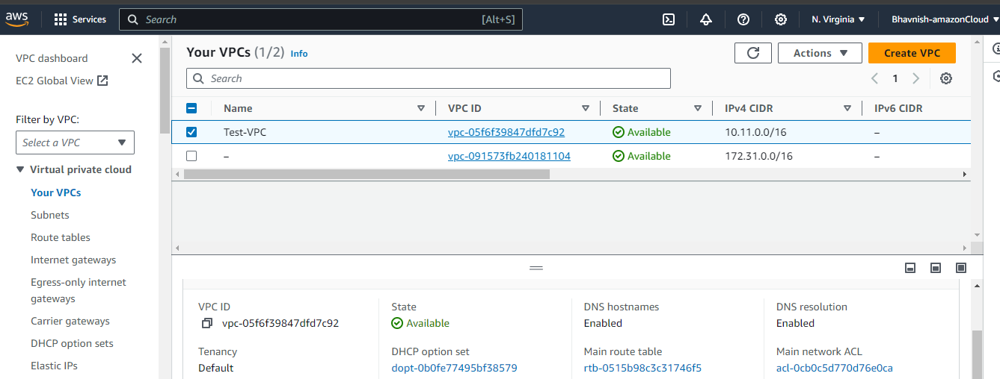 aws Services Search [Alt+S] N. Virginia Bhavnish-amazonCloud
VPC dashboard
EC2 Global View
Filter by VPC:
Select a VPC
Virtual private cloud
Your VPCs
Subnets
Route tables
Internet gateways
Egress-only internet
gateways
Carrier gateways
DHCP option sets
Elastic IPs
Your VPCs (1/2) Info
Actions
Create VPC
Search
1
Name VPC ID State IPv4 CIDR IPv6 CIDR
Test-VPC vpc-05f6f39847dfd7c92 Available 10.11.0.0/16 –
– vpc-091573fb240181104 Available 172.31.0.0/16 –
VPC ID State DNS hostnames DNS resolution
vpc-05f6f39847dfd7c92 Available Enabled Enabled
Tenancy DHCP option set Main route table Main network ACL
Default dopt-0b0fe77495bf38579 rtb-0515b98c3c31746f5 acl-0cb0c5d770d76e0ca